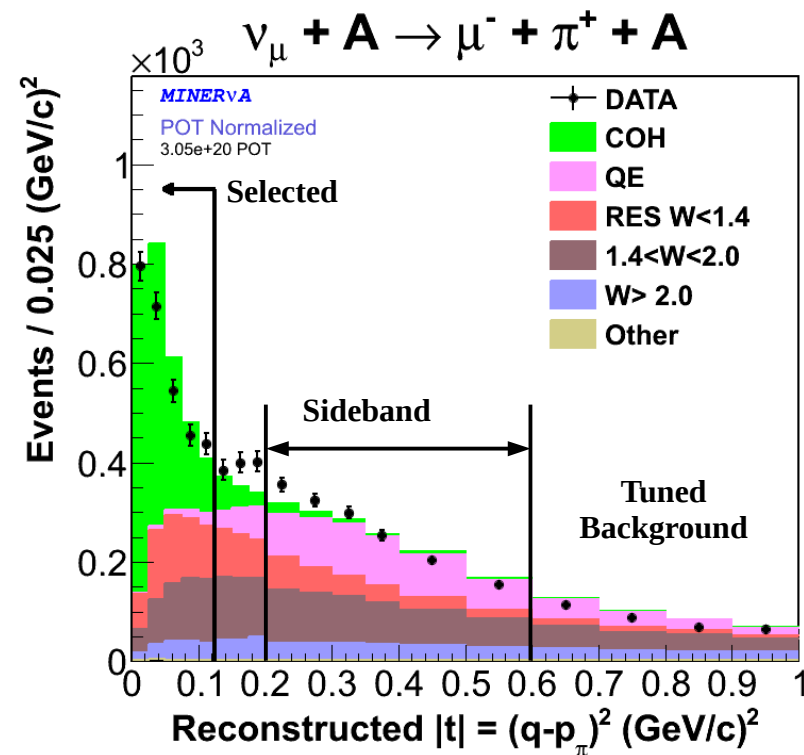 ν_μ + A → μ⁻ + π⁺ + A
×10³
MINERνA
POT Normalized
3.05e+20 POT
Selected
DATA
COH
QE
RES W<1.4
1.4<W<2.0
W> 2.0
Other
Sideband
Tuned
Background
Events / 0.025 (GeV/c)²
1
0.8
0.6
0.4
0.2
0
0 0.1 0.2 0.3 0.4 0.5 0.6 0.7 0.8 0.9 1
Reconstructed |t| = (q-p_π)² (GeV/c)²